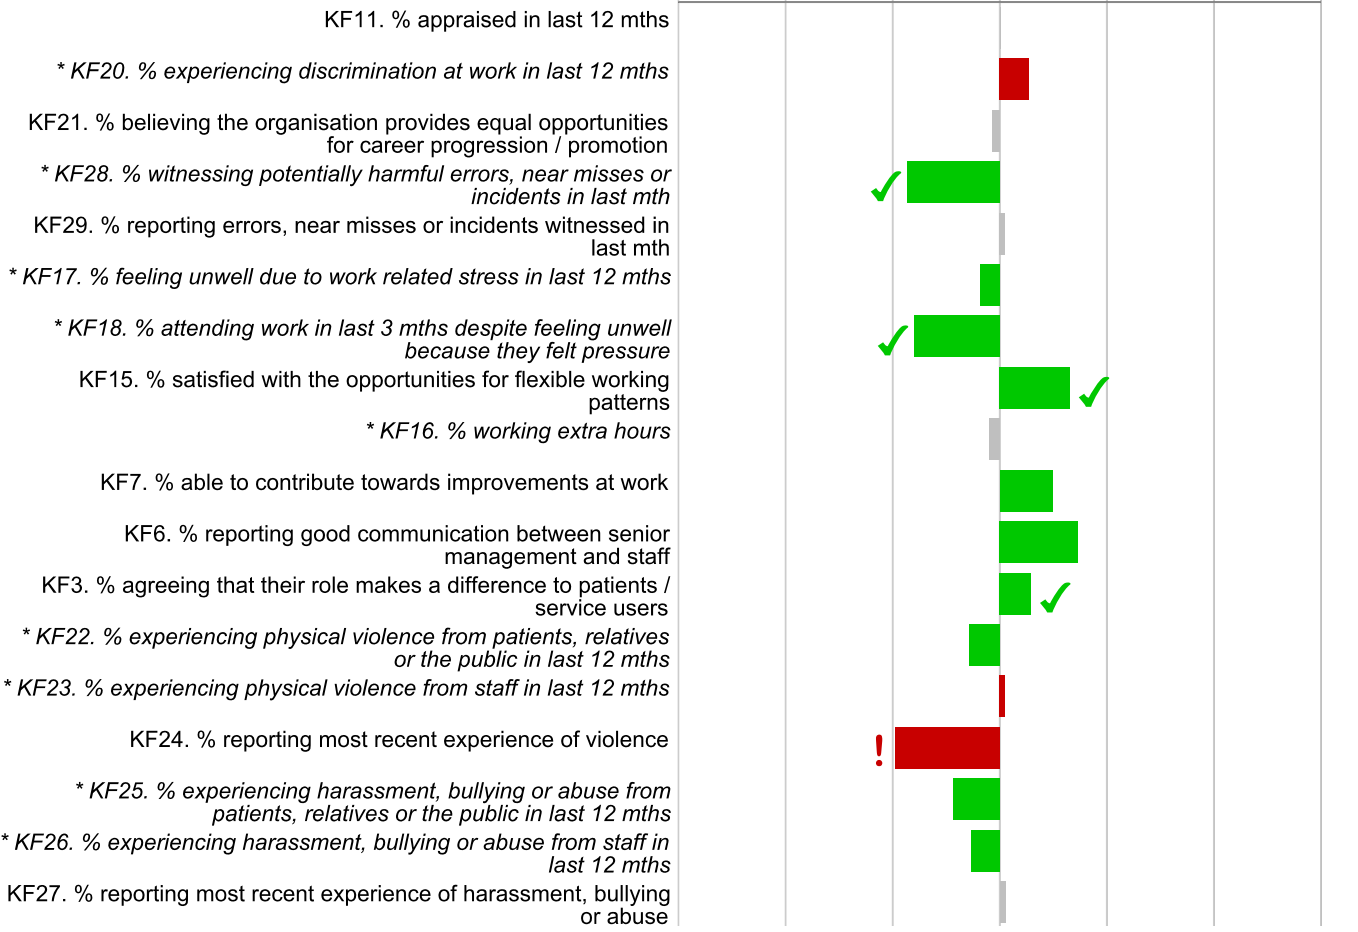 KF11. % appraised in last 12 mths
* KF20. % experiencing discrimination at work in last 12 mths
KF21. % believing the organisation provides equal opportunities
for career progression / promotion
* KF28. % witnessing potentially harmful errors, near misses or
incidents in last mth
KF29. % reporting errors, near misses or incidents witnessed in
last mth
* KF17. % feeling unwell due to work related stress in last 12 mths
* KF18. % attending work in last 3 mths despite feeling unwell
because they felt pressure
KF15. % satisfied with the opportunities for flexible working
patterns
* KF16. % working extra hours
KF7. % able to contribute towards improvements at work
KF6. % reporting good communication between senior
management and staff
KF3. % agreeing that their role makes a difference to patients /
service users
* KF22. % experiencing physical violence from patients, relatives
or the public in last 12 mths
* KF23. % experiencing physical violence from staff in last 12 mths
KF24. % reporting most recent experience of violence
!
* KF25. % experiencing harassment, bullying or abuse from
patients, relatives or the public in last 12 mths
* KF26. % experiencing harassment, bullying or abuse from staff in
last 12 mths
KF27. % reporting most recent experience of harassment, bullying
or abuse